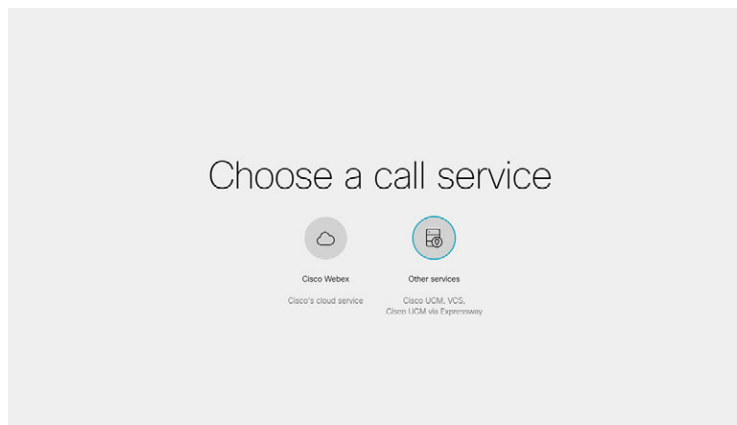 Choose a call service
Cisco Webex
Other services
Cisco's cloud service
Cisco UCM, VCS,
Cisco UCM via Expressway